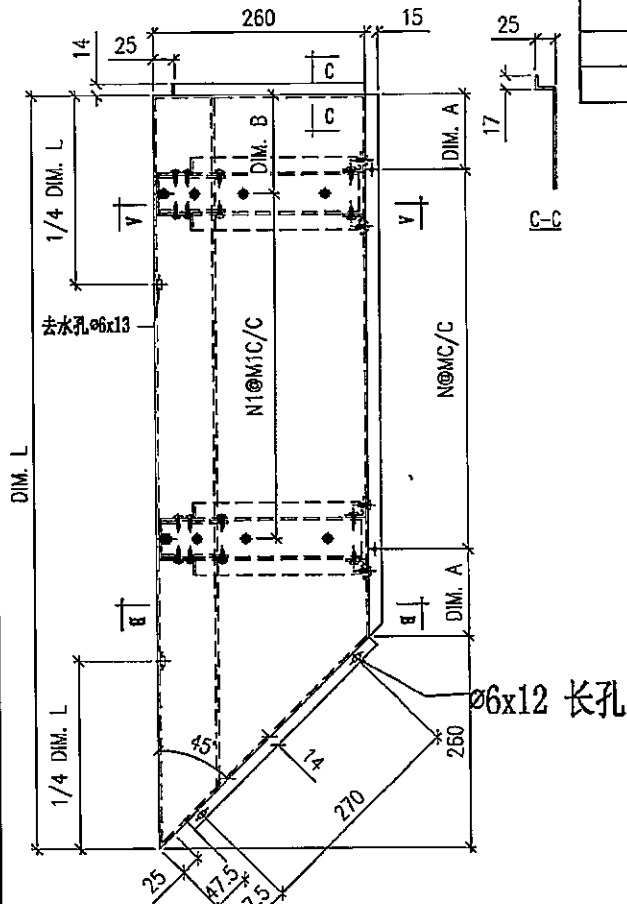 260
15
14
25
C
C
DIM. B
DIM. A
25
17
C-C
1/4 DIM. L
A
A
去水孔ø6x13
N1@M1C/C
N@MC/C
DIM. L
DIM. A
B
B
ø6x12 长孔
1/4 DIM. L
45°
14
260
270
25
47.5
7.5